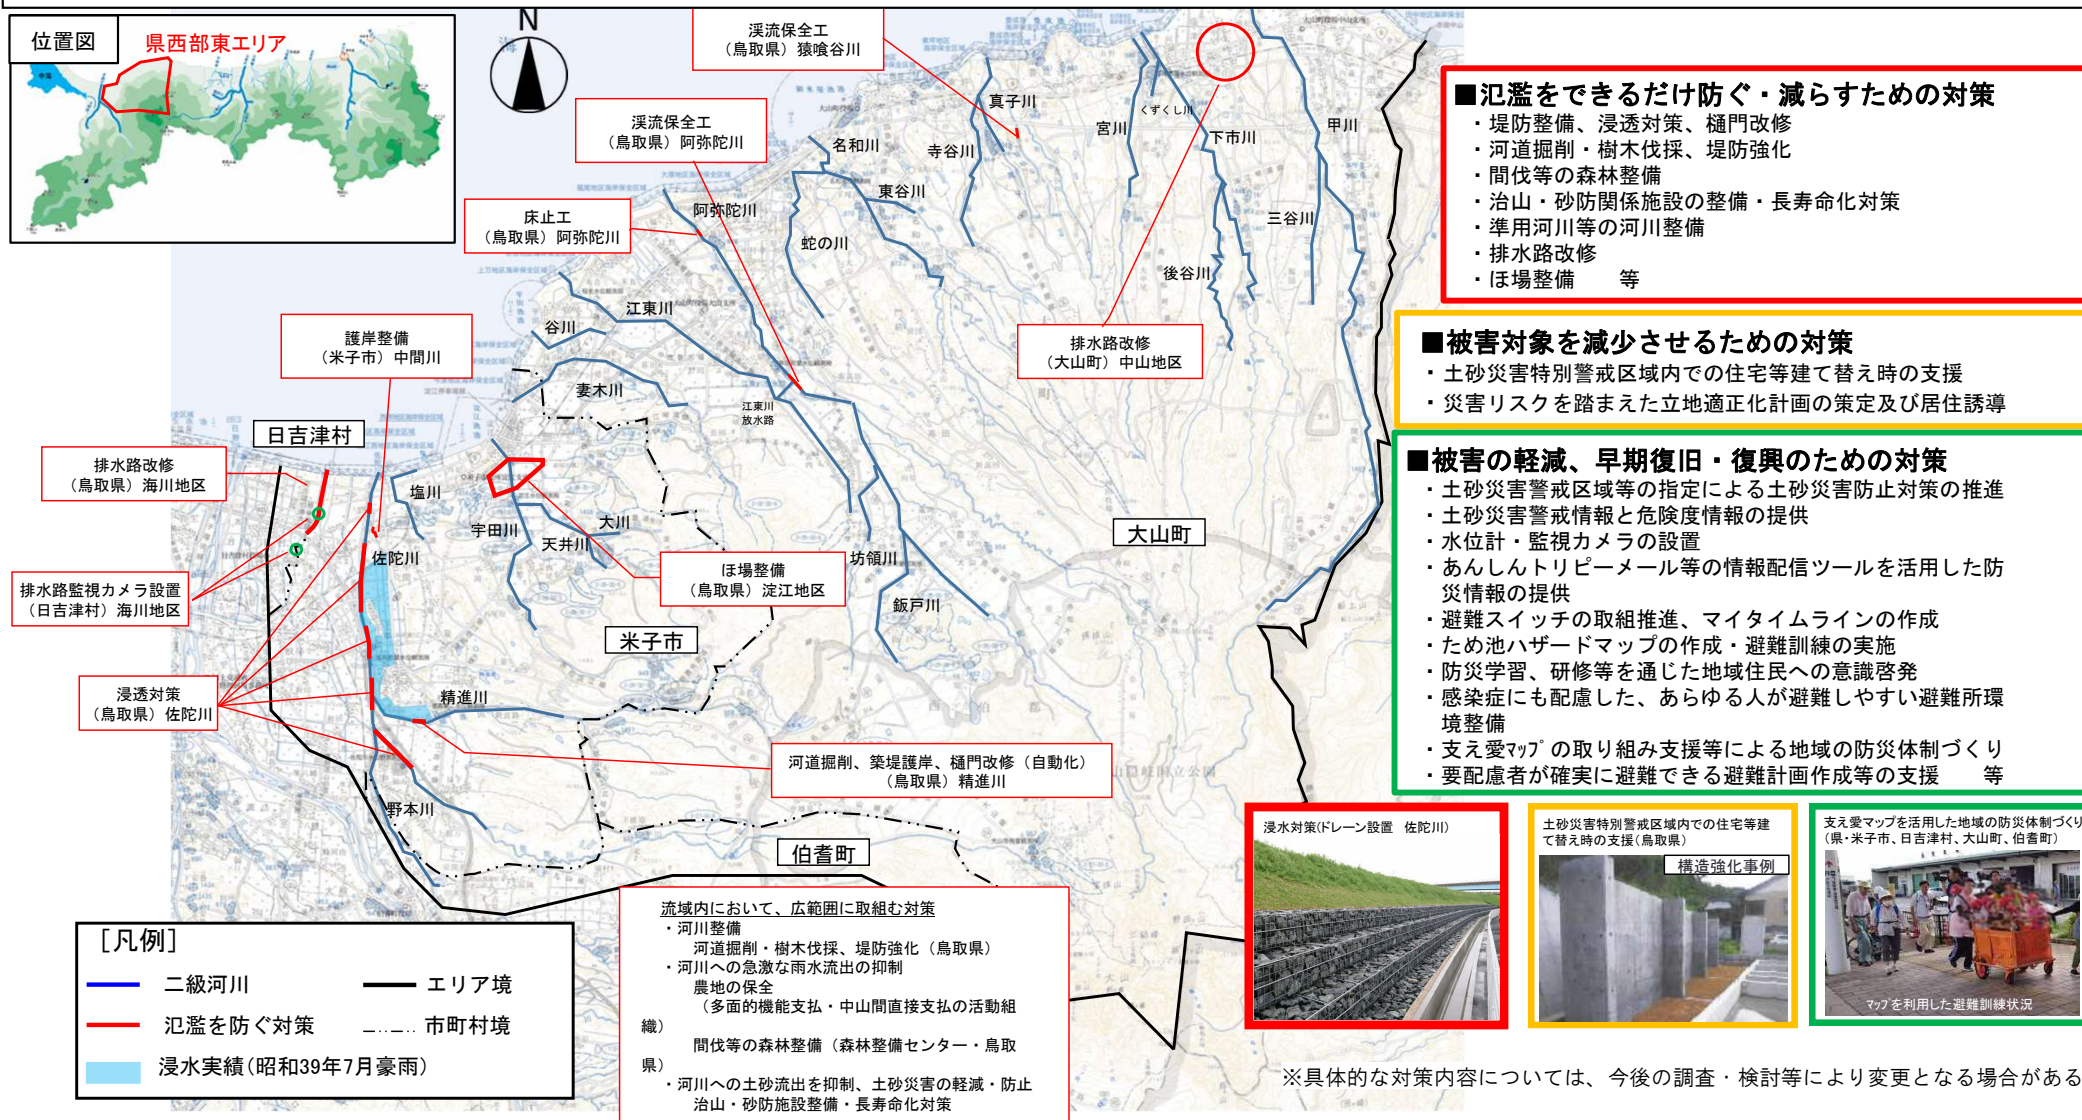 位置図
県西部東エリア
N
渓流保全工
（鳥取県）猿喰谷川
渓流保全工
（鳥取県）阿弥陀川
床止工
（鳥取県）阿弥陀川
護岸整備
（米子市）中間川
排水路改修
（鳥取県）海川地区
排水路監視カメラ設置
（日吉津村）海川地区
浸透対策
（鳥取県）佐陀川
排水路改修
（大山町）中山地区
ほ場整備
（鳥取県）淀江地区
河道掘削、築堤護岸、樋門改修（自動化）
（鳥取県）精進川
日吉津村
米子市
大山町
伯耆町
真子川
宮川
くずくし川
下市川
甲川
名和川
寺谷川
東谷川
三谷川
阿弥陀川
蛇の川
後谷川
江東川
谷川
妻木川
江東川
放水路
塩川
宇田川
大川
天井川
佐陀川
坊領川
飯戸川
精進川
野本川
■氾濫をできるだけ防ぐ・減らすための対策
・堤防整備、浸透対策、樋門改修
・河道掘削・樹木伐採、堤防強化
・間伐等の森林整備
・治山・砂防関係施設の整備・長寿命化対策
・準用河川等の河川整備
・排水路改修
・ほ場整備　　等
■被害対象を減少させるための対策
・土砂災害特別警戒区域内での住宅等建て替え時の支援
・災害リスクを踏まえた立地適正化計画の策定及び居住誘導
■被害の軽減、早期復旧・復興のための対策
・土砂災害警戒区域等の指定による土砂災害防止対策の推進
・土砂災害警戒情報と危険度情報の提供
・水位計・監視カメラの設置
・あんしんトリピーメール等の情報配信ツールを活用した防
災情報の提供
・避難スイッチの取組推進、マイタイムラインの作成
・ため池ハザードマップの作成・避難訓練の実施
・防災学習、研修等を通じた地域住民への意識啓発
・感染症にも配慮した、あらゆる人が避難しやすい避難所環
境整備
・支え愛ﾏｯﾌﾟの取り組み支援等による地域の防災体制づくり
・要配慮者が確実に避難できる避難計画作成等の支援　　等
浸水対策(ドレーン設置　佐陀川)
土砂災害特別警戒区域内での住宅等建
て替え時の支援(鳥取県)
構造強化事例
支え愛マップを活用した地域の防災体制づくり
(県・米子市、日吉津村、大山町、伯耆町)
マップを利用した避難訓練状況
［凡例］
二級河川
エリア境
氾濫を防ぐ対策
市町村境
浸水実績(昭和39年7月豪雨)
流域内において、広範囲に取組む対策
・河川整備
河道掘削・樹木伐採、堤防強化（鳥取県）
・河川への急激な雨水流出の抑制
農地の保全
（多面的機能支払・中山間直接支払の活動組
織）
間伐等の森林整備（森林整備センター・鳥取
県）
・河川への土砂流出を抑制、土砂災害の軽減・防止
治山・砂防施設整備・長寿命化対策
※具体的な対策内容については、今後の調査・検討等により変更となる場合がある